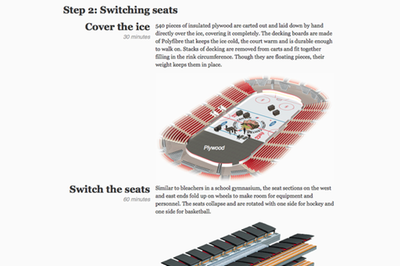 Step 2: Switching seats
Cover the ice
30 minutes
540 pieces of insulated plywood are carted out and laid down by hand
directly over the ice, covering it completely. The decking boards are made
of Polyfibre that keeps the ice cold, the court warm and is durable enough
to walk on. Stacks of decking are removed from carts and fit together
filling in the rink circumference. Though they are floating pieces, their
weight keeps them in place.
Plywood
Switch the seats
60 minutes
Similar to bleachers in a school gymnasium, the seat sections on the west
and east ends fold up on wheels to make room for equipment and
personnel. The seats collapse and are rotated with one side for hockey and
one side for basketball.